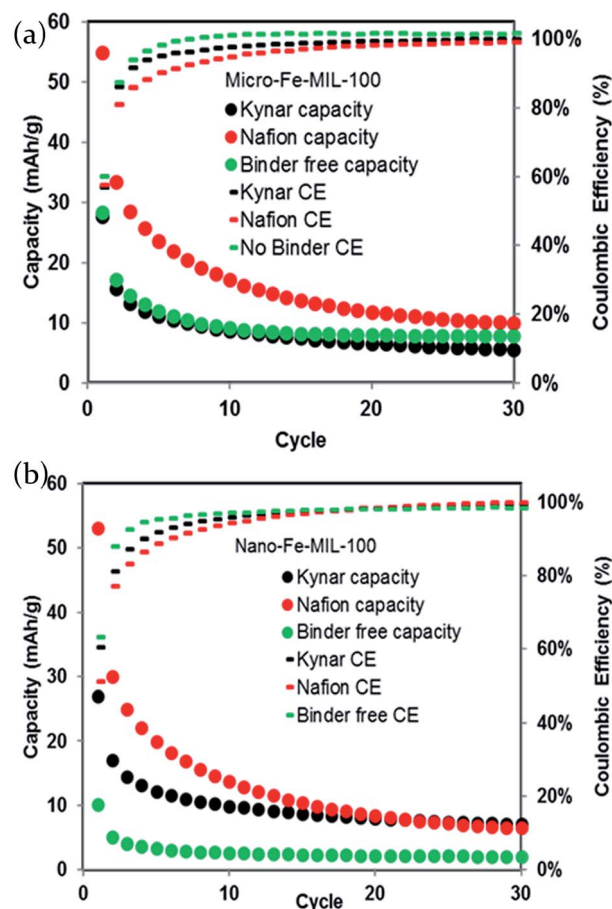 (a)
60
50
40
30
20
10
0
Capacity (mAh/g)
100%
80%
60%
40%
20%
0%
Coulombic Efficiency (%)
Micro-Fe-MIL-100
Kynar capacity
Nafion capacity
Binder free capacity
Kynar CE
Nafion CE
No Binder CE
0 10 20 30
Cycle
(b)
60
50
40
30
20
10
0
Capacity (mAh/g)
100%
80%
60%
40%
20%
0%
Coulombic Efficiency (%)
Nano-Fe-MIL-100
Kynar capacity
Nafion capacity
Binder free capacity
Kynar CE
Nafion CE
Binder free CE
0 10 20 30
Cycle